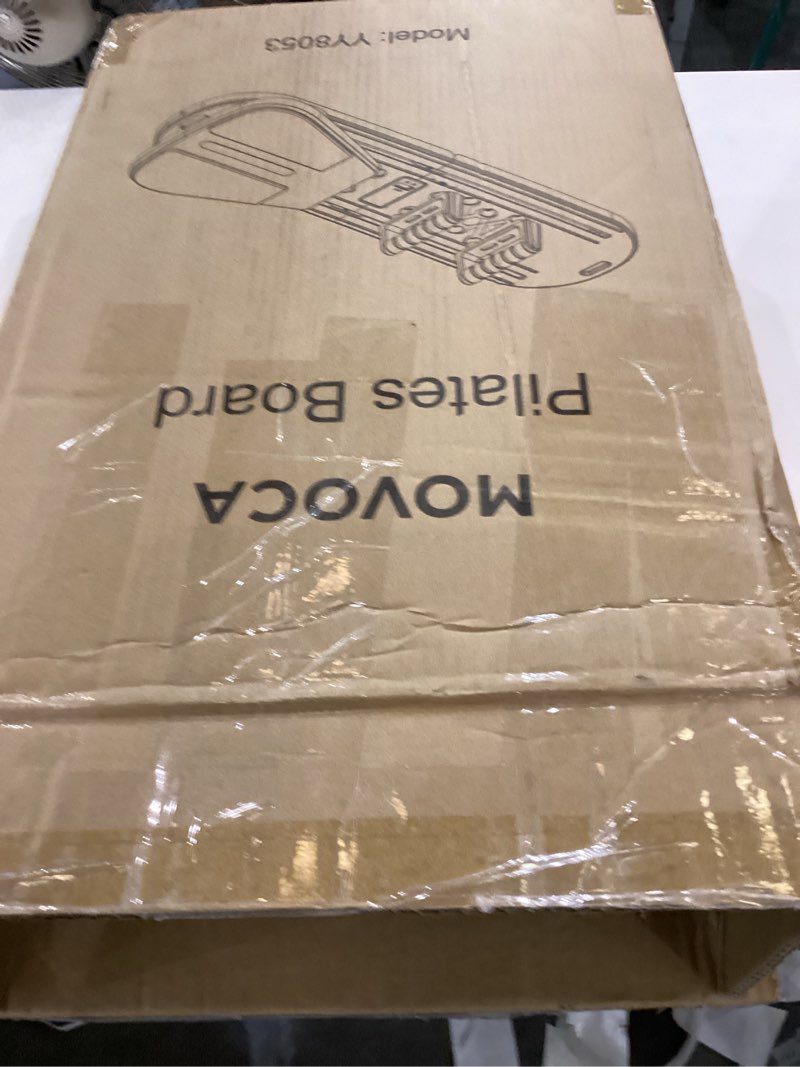 MOVOCA
Pilates Board
Model: YY8053